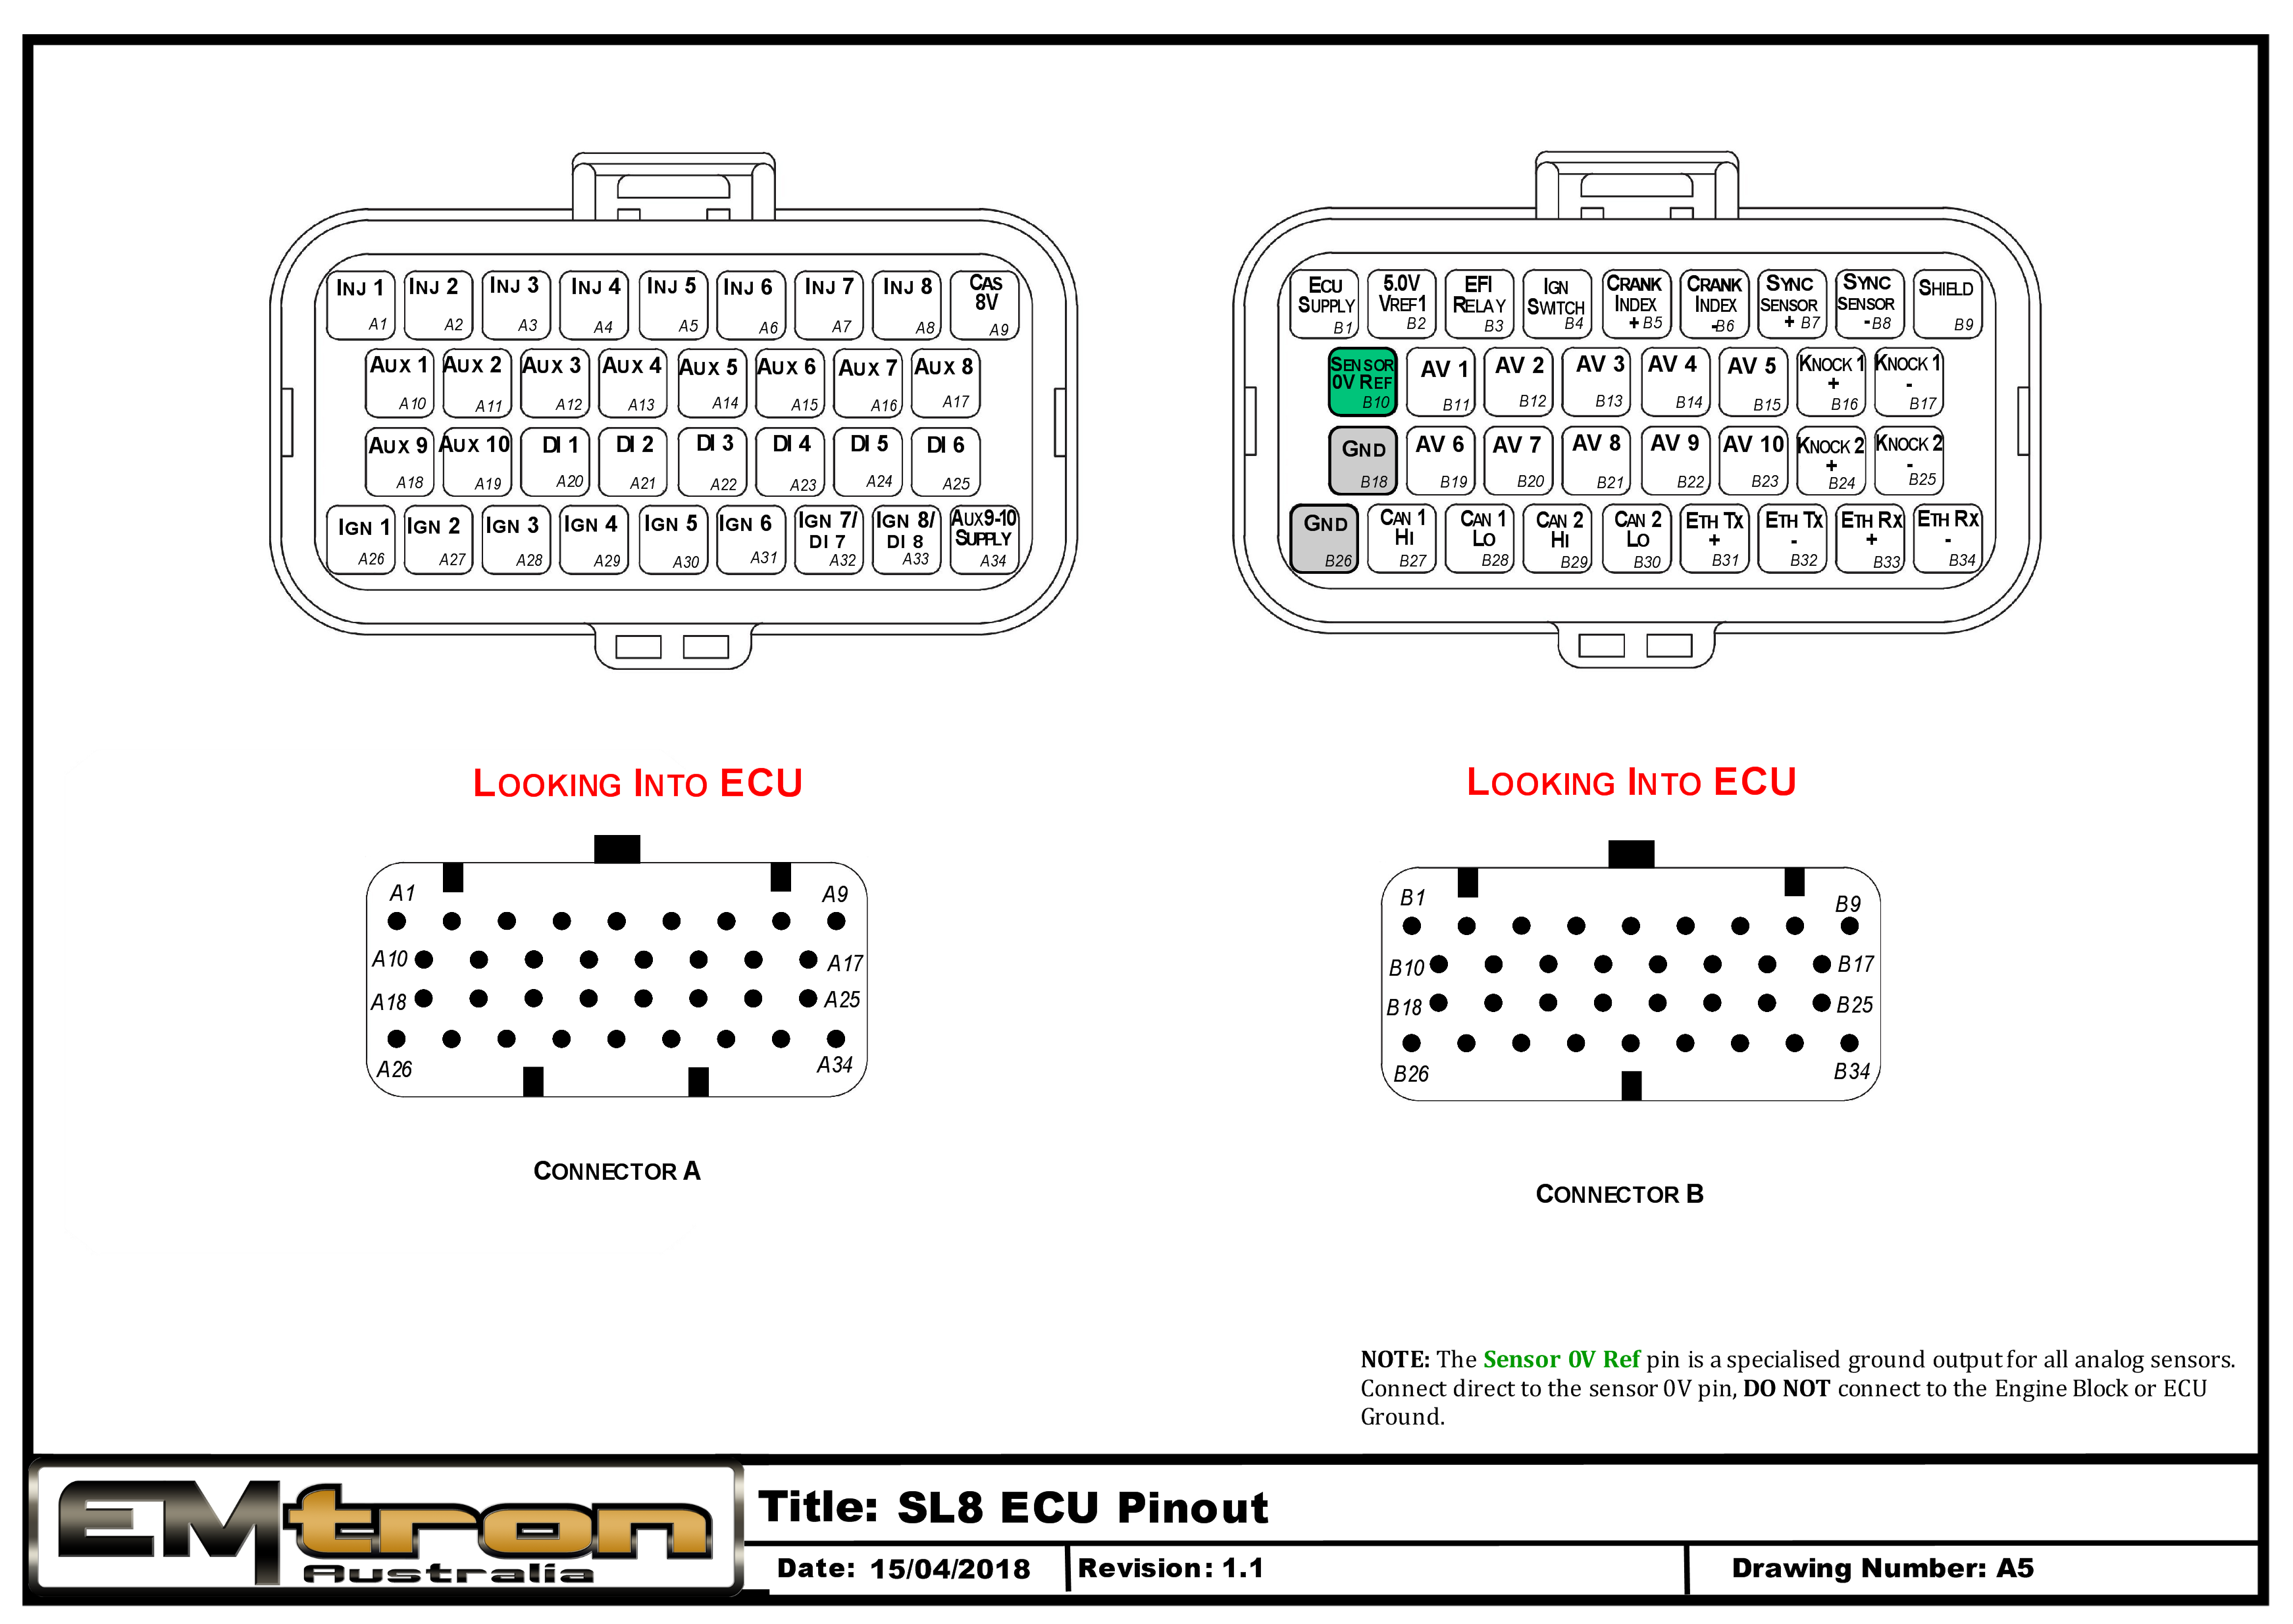 INJ 1 A1
INJ 2 A2
INJ 3 A3
INJ 4 A4
INJ 5 A5
INJ 6 A6
INJ 7 A7
INJ 8 A8
CAS 8V A9
AUX 1 A10
AUX 2 A11
AUX 3 A12
AUX 4 A13
AUX 5 A14
AUX 6 A15
AUX 7 A16
AUX 8 A17
AUX 9 A18
AUX 10 A19
DI 1 A20
DI 2 A21
DI 3 A22
DI 4 A23
DI 5 A24
DI 6 A25
IGN 1 A26
IGN 2 A27
IGN 3 A28
IGN 4 A29
IGN 5 A30
IGN 6 A31
IGN 7/ DI 7 A32
IGN 8/ DI 8 A33
AUX9-10 SUPPLY A34
LOOKING INTO ECU
A1
A9
A10
A17
A18
A25
A26
A34
CONNECTOR A
ECU SUPPLY B1
5.0V VREF1 B2
EFI RELAY B3
IGN SWITCH B4
CRANK INDEX + B5
CRANK INDEX - B6
SYNC SENSOR + B7
SYNC SENSOR - B8
SHIELD B9
SENSOR 0V REF B10
AV 1 B11
AV 2 B12
AV 3 B13
AV 4 B14
AV 5 B15
KNOCK 1 + B16
KNOCK 1 - B17
GND B18
AV 6 B19
AV 7 B20
AV 8 B21
AV 9 B22
AV 10 B23
KNOCK 2 + B24
KNOCK 2 - B25
GND B26
CAN 1 HI B27
CAN 1 LO B28
CAN 2 HI B29
CAN 2 LO B30
ETH TX + B31
ETH TX - B32
ETH RX + B33
ETH RX - B34
LOOKING INTO ECU
B1
B9
B10
B17
B18
B25
B26
B34
CONNECTOR B
NOTE: The Sensor 0V Ref pin is a specialised ground output for all analog sensors.
Connect direct to the sensor 0V pin, DO NOT connect to the Engine Block or ECU
Ground.
EMtron
Australia
Title: SL8 ECU Pinout
Date: 15/04/2018
Revision: 1.1
Drawing Number: A5